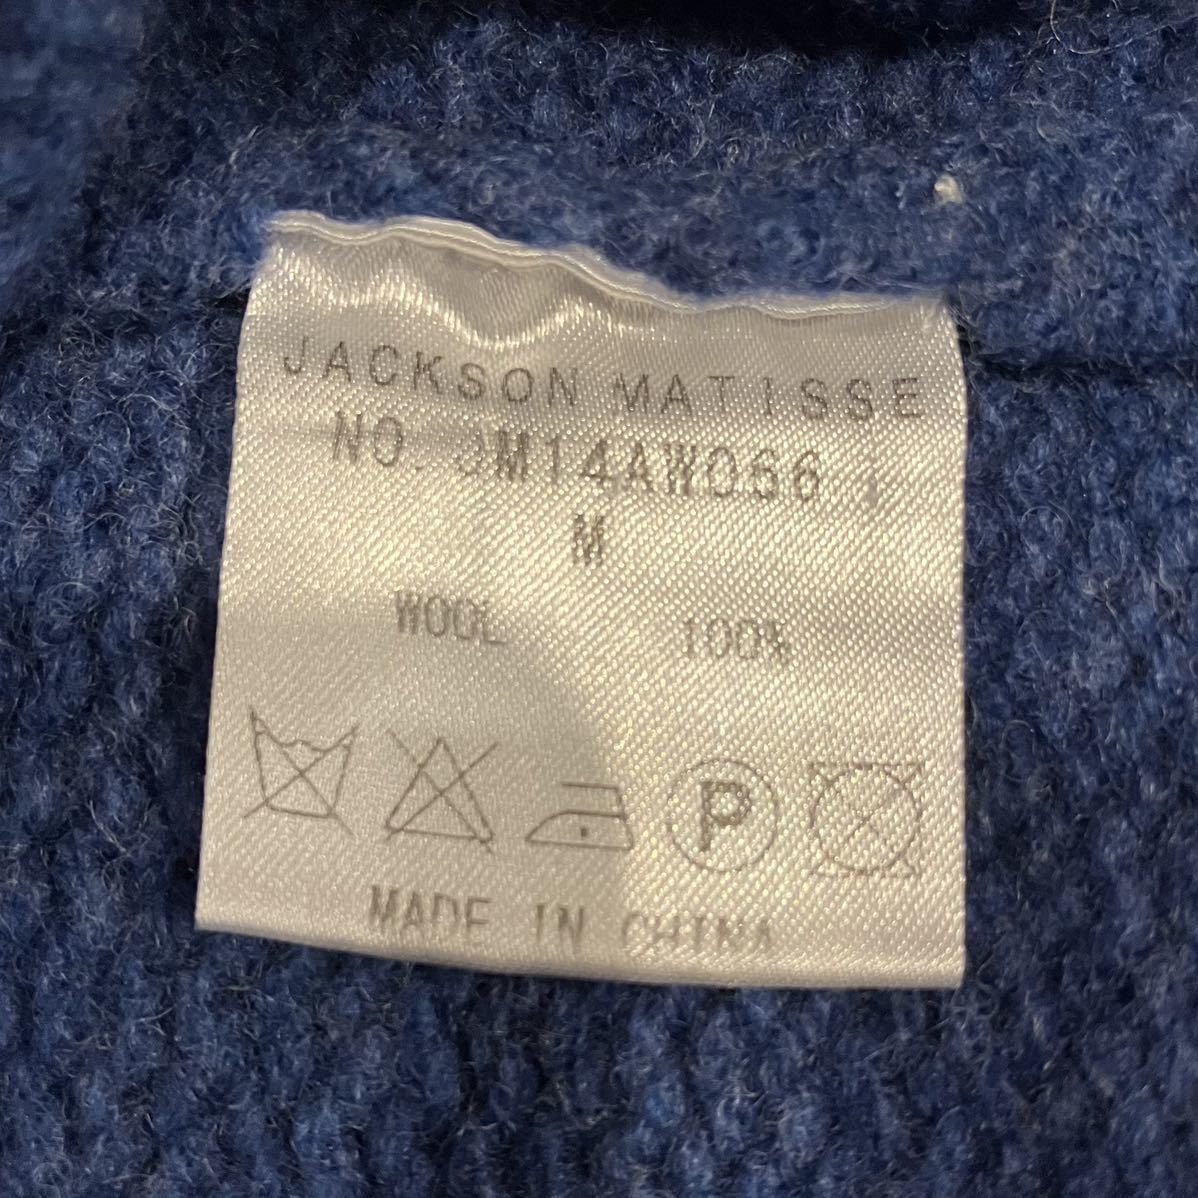 JACKSON MATISSE
NO. JM14AW056
M
WOOL 100%
P
MADE IN CHINA